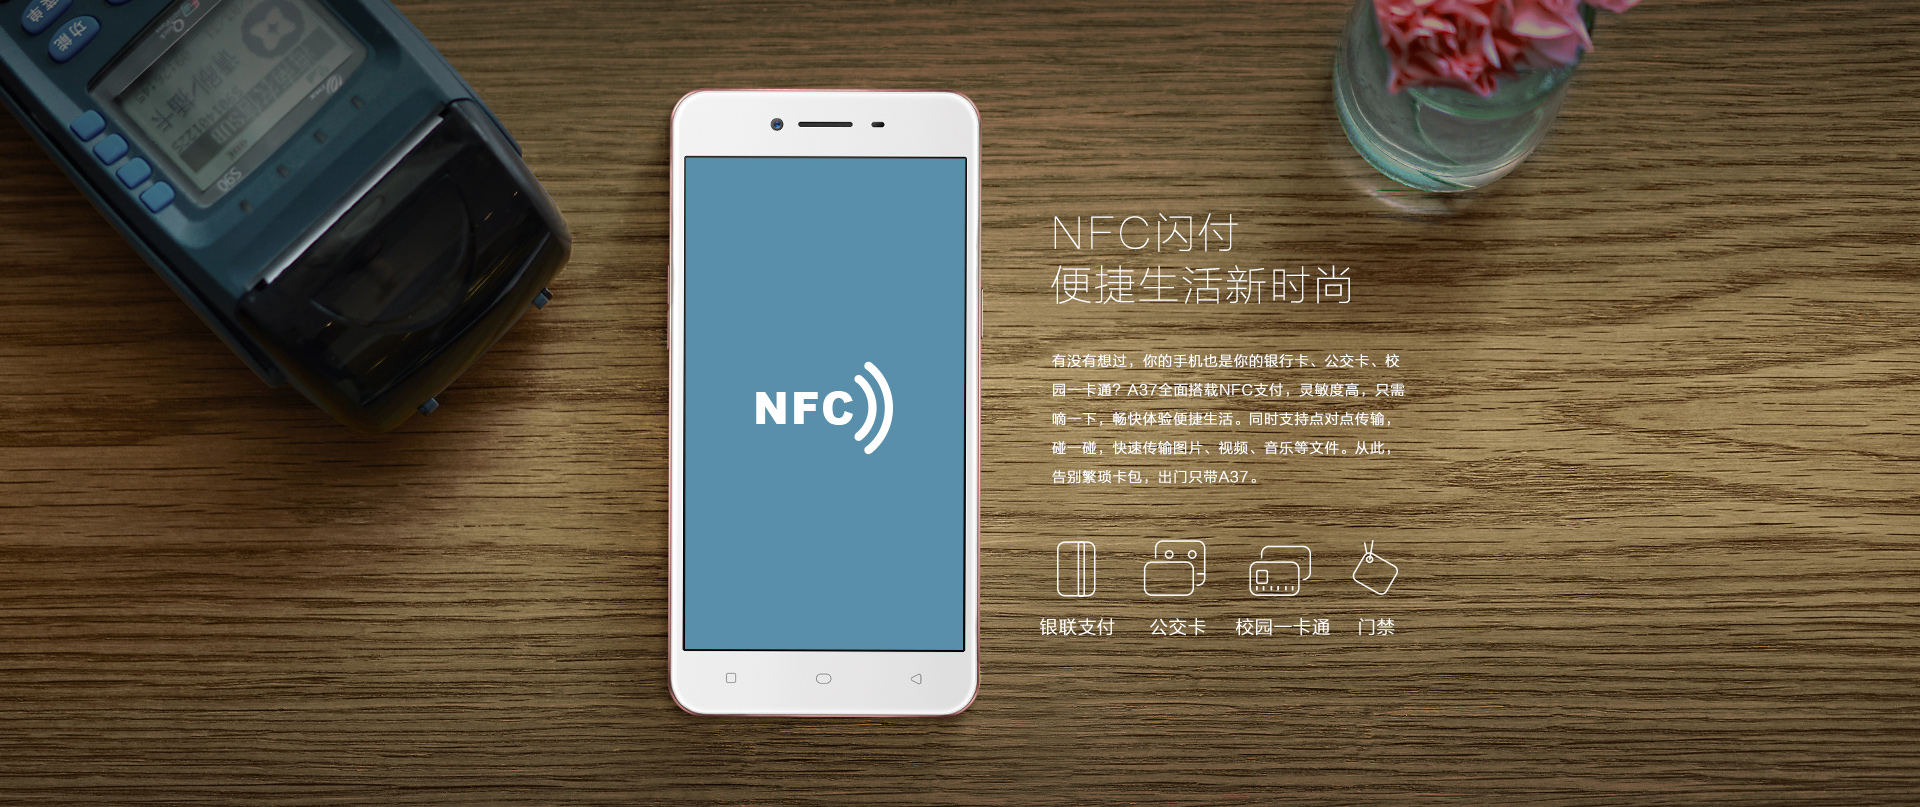 功能
S90
NFC
NFC闪付
便捷生活新时尚
有没有想过，你的手机也是你的银行卡、公交卡、校
园一卡通？A37全面搭载NFC支付，灵敏度高，只需
嘀一下，畅快体验便捷生活。同时支持点对点传输，
碰一碰，快速传输图片、视频、音乐等文件。从此，
告别繁琐卡包，出门只带A37。
银联支付 公交卡 校园一卡通 门禁